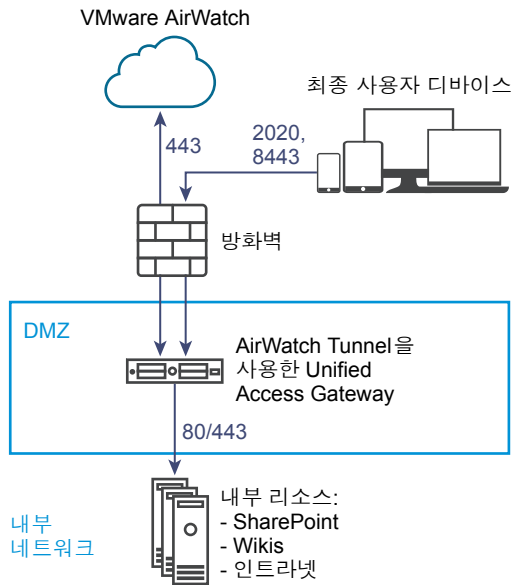 VMware AirWatch
최종 사용자 디바이스
443
2020,
8443
방화벽
DMZ
AirWatch Tunnel을
사용한 Unified
Access Gateway
80/443
내부
네트워크
내부 리소스:
- SharePoint
- Wikis
- 인트라넷